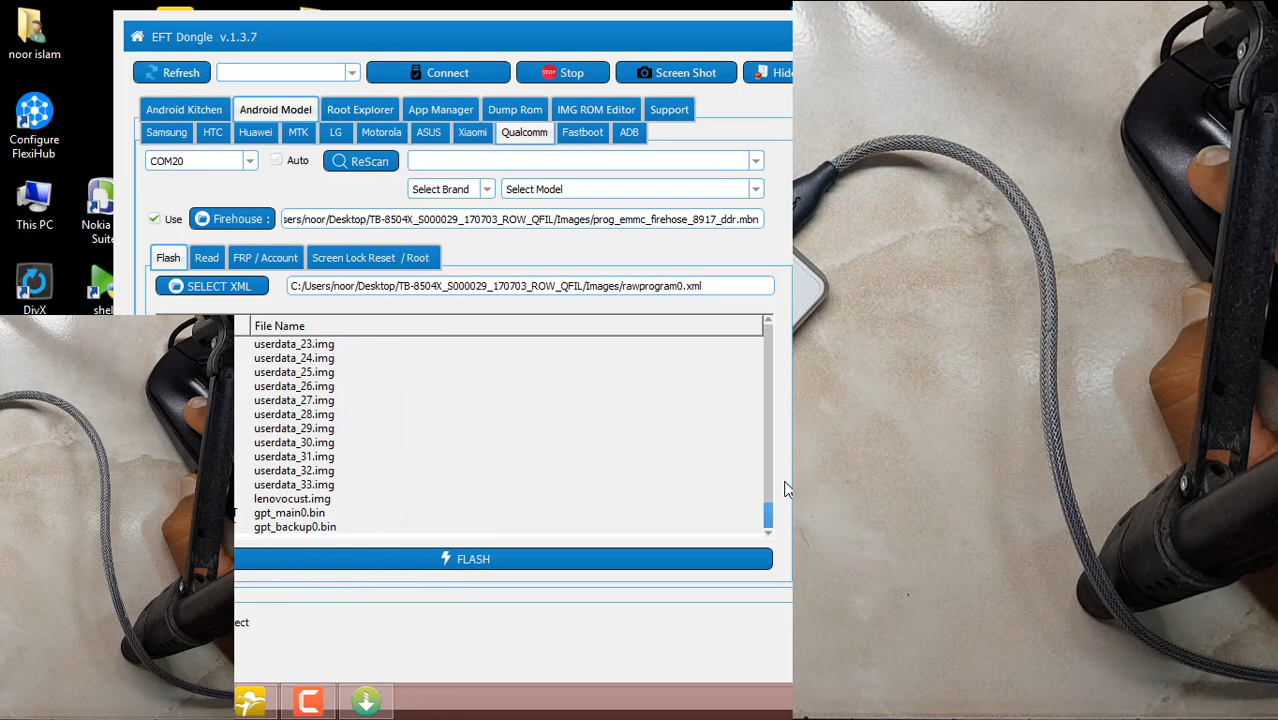 noor islam
Configure
FlexiHub
This PC
Nokia
Suite
DivX
shel
EFT Dongle v.1.3.7
Refresh
Connect
STOP
Stop
Screen Shot
Hide
Android Kitchen
Android Model
Root Explorer
App Manager
Dump Rom
IMG ROM Editor
Support
Samsung
HTC
Huawei
MTK
LG
Motorola
ASUS
Xiaomi
Qualcomm
Fastboot
ADB
COM20
Auto
ReScan
Select Brand
Select Model
Use
Firehouse :
sers/noor/Desktop/TB-8504X_S000029_170703_ROW_QFIL/Images/prog_emmc_firehose_8917_ddr.mbn
Flash
Read
FRP / Account
Screen Lock Reset / Root
SELECT XML
C:/Users/noor/Desktop/TB-8504X_S000029_170703_ROW_QFIL/Images/rawprogram0.xml
File Name
userdata_23.img
userdata_24.img
userdata_25.img
userdata_26.img
userdata_27.img
userdata_28.img
userdata_29.img
userdata_30.img
userdata_31.img
userdata_32.img
userdata_33.img
lenovocust.img
gpt_main0.bin
gpt_backup0.bin
FLASH
ect